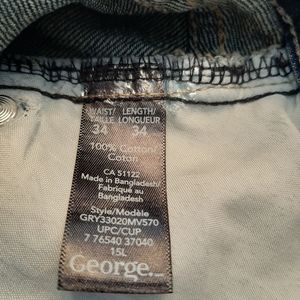 WAIST/ LENGTH/
TAILLE LONGUEUR
34 34
100% Cotton/
Coton
CA 51122
Made in Bangladesh/
Fabriqué au
Bangladesh
Style/Modèle
GRY33020MV570
UPC/CUP
7 76540 37040
15L
George.